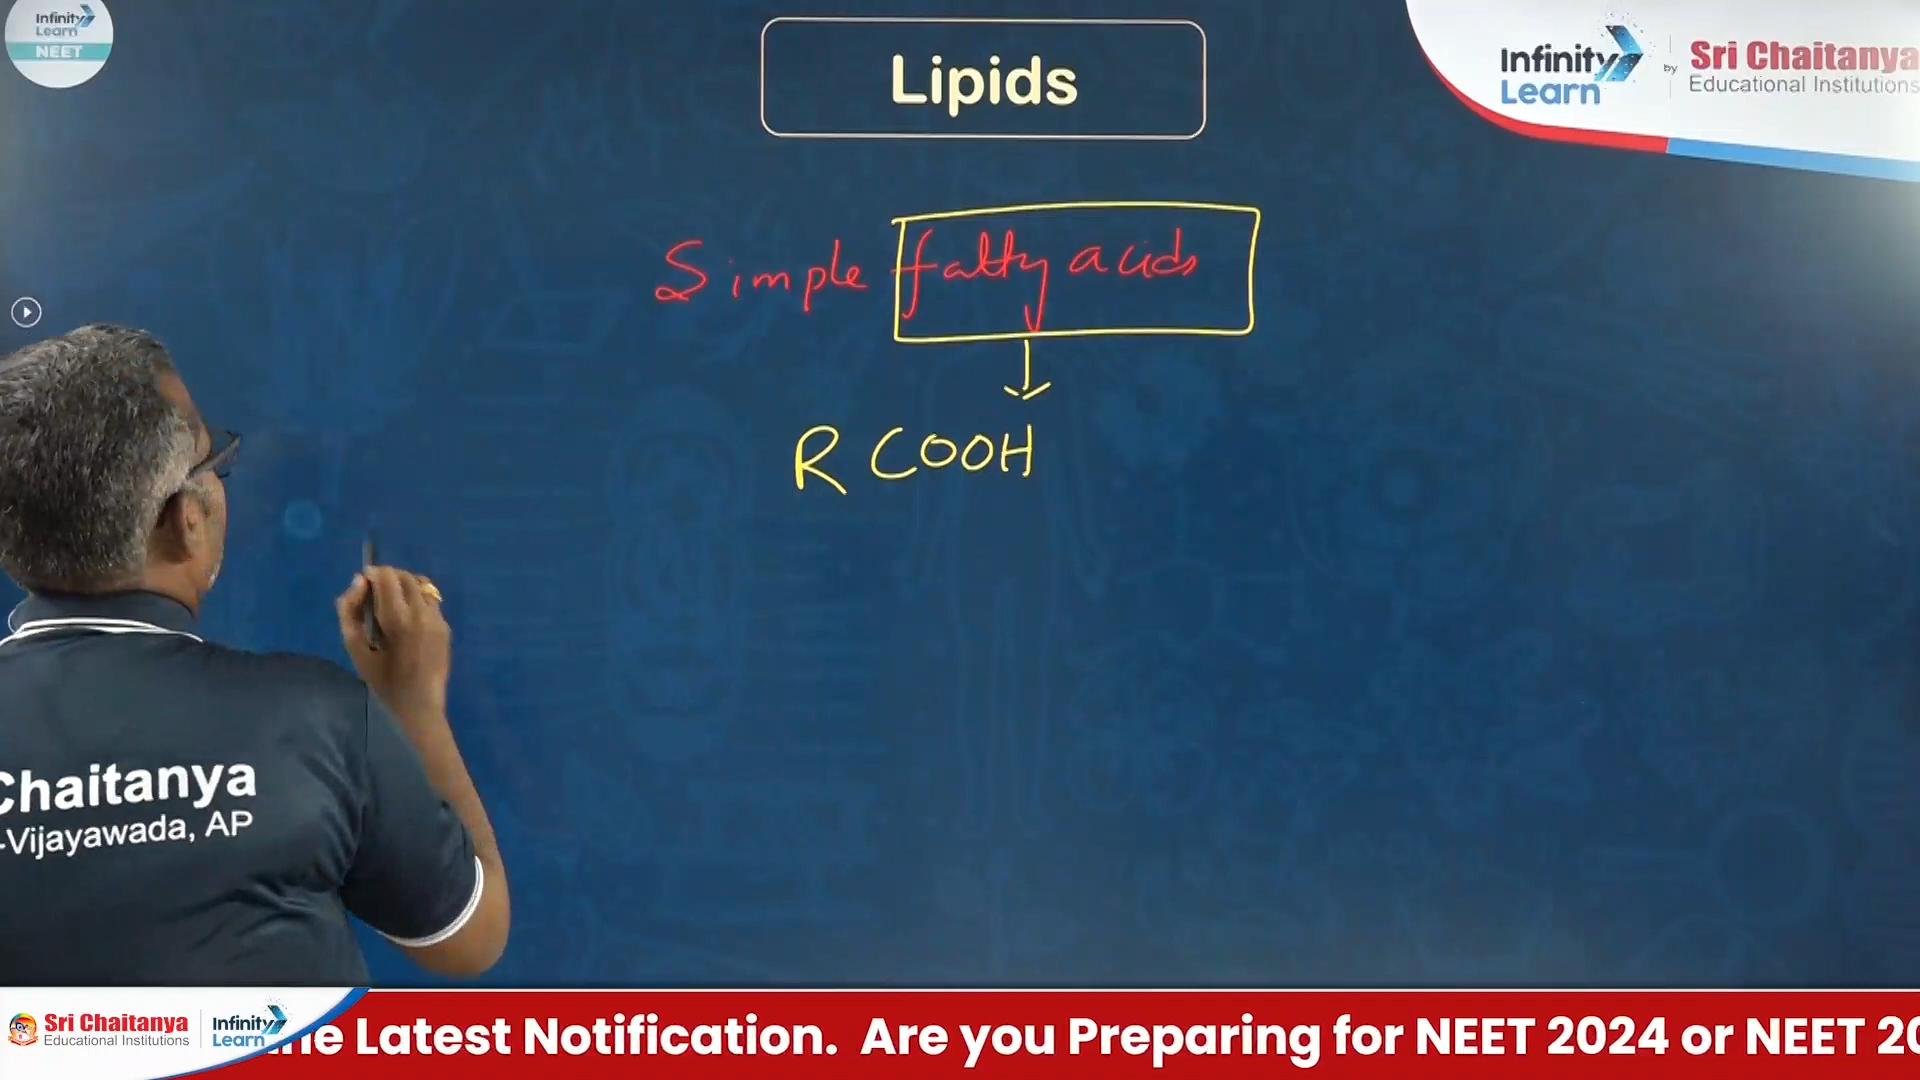 Infinity
Learn
NEET
Lipids
Infinity
Learn
by
Sri Chaitanya
Educational Institutions
Simple fatty acids
R COOH
Chaitanya
-Vijayawada, AP
Sri Chaitanya
Educational Institutions
Infinity
Learn
the Latest Notification. Are you Preparing for NEET 2024 or NEET 20